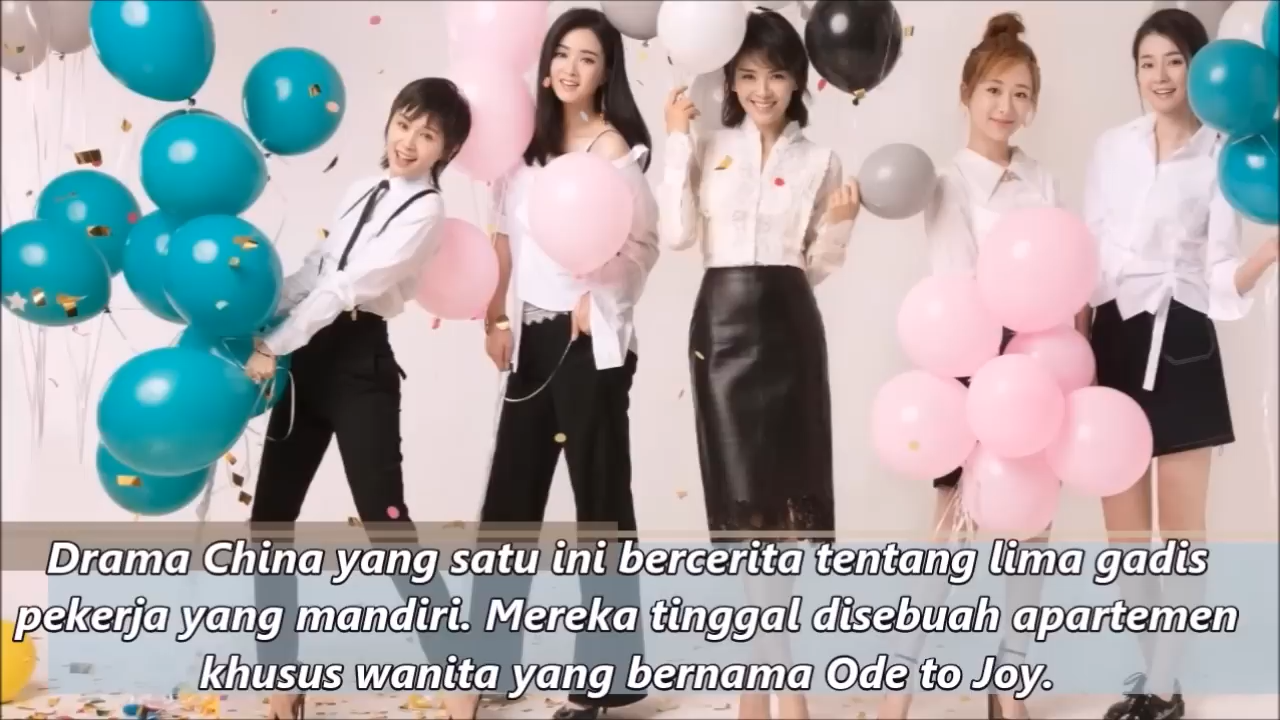 Drama China yang satu ini bercerita tentang lima gadis
pekerja yang mandiri. Mereka tinggal disebuah apartemen
khusus wanita yang bernama Ode to Joy.